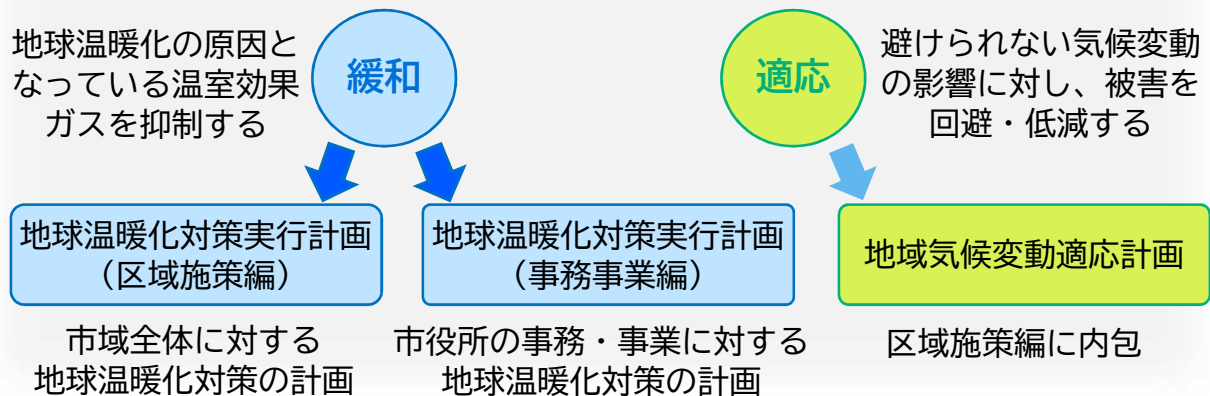 地球温暖化の原因と
なっている温室効果
ガスを抑制する
緩和
適応
避けられない気候変動
の影響に対し、被害を
回避・低減する
地球温暖化対策実行計画
（区域施策編）
市域全体に対する
地球温暖化対策の計画
地球温暖化対策実行計画
（事務事業編）
市役所の事務・事業に対する
地球温暖化対策の計画
地域気候変動適応計画
区域施策編に内包